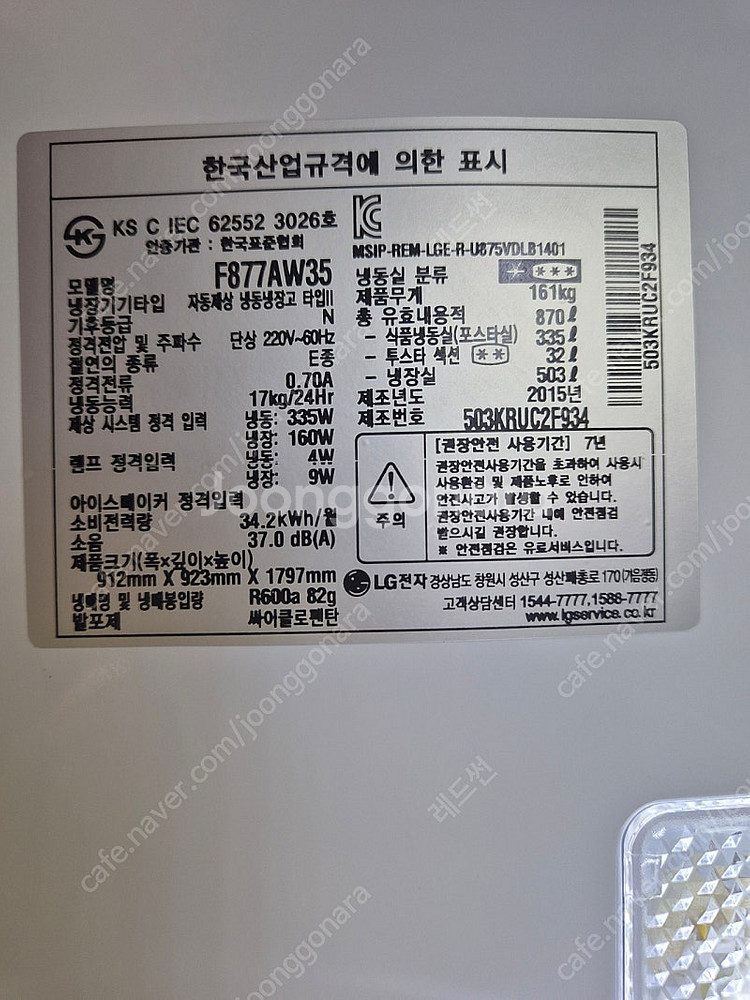 한국산업규격에 의한 표시
KS C IEC 62552 3026호
인증기관 : 한국표준협회
모델명 F877AW35
냉장기기타입 자동제상 냉동냉장고 타입II
기후등급 N
정격전압 및 주파수 단상 220V~60Hz
절연의 종류 E종
정격전류 0.70A
냉동능력 17kg/24Hr
제상 시스템 정격 입력 냉동: 335W
냉장: 160W
램프 정격입력 냉동: 4W
냉장: 9W
아이스메이커 정격입력
소비전력량 34.2kWh/월
소음 37.0 dB(A)
제품크기(폭×깊이×높이)
912mm X 923mm X 1797mm
냉매명 및 냉매봉입량 R600a 82g
발포제 싸이클로펜탄
MSIP-REM-LGE-R-U875VDLB1401
냉동실 분류
제품무게 161kg
총 유효내용적 870ℓ
- 식품냉동실(포스타실) 335ℓ
- 투스타 섹션 32ℓ
- 냉장실 503ℓ
제조년도 2015년
제조번호 503KRUC2F934
503KRUC2F934
주의
[권장안전 사용기간] 7년
권장안전사용기간을 초과하여 사용시
사용환경 및 제품노후로 인하여
안전사고가 발생할 수 있습니다.
권장안전사용기간 내에 안전점검
받으시길 권장합니다.
※ 안전점검은 유료서비스입니다.
LG전자 경상남도 창원시 성산구 성산패총로 170(가음정동)
고객상담센터 1544-7777,1588-7777
www.lgservice.co.kr
joonggonara
cafe.naver.com/joonggonara
레드썬